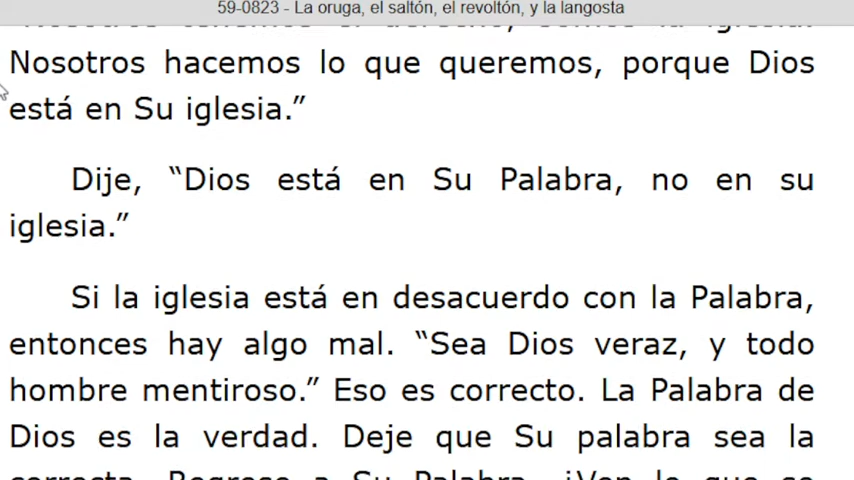 59-0823 - La oruga, el saltón, el revoltón, y la langosta
Nosotros hacemos lo que queremos, porque Dios
está en Su iglesia.”
Dije, “Dios está en Su Palabra, no en su
iglesia.”
Si la iglesia está en desacuerdo con la Palabra,
entonces hay algo mal. “Sea Dios veraz, y todo
hombre mentiroso.” Eso es correcto. La Palabra de
Dios es la verdad. Deje que Su palabra sea la